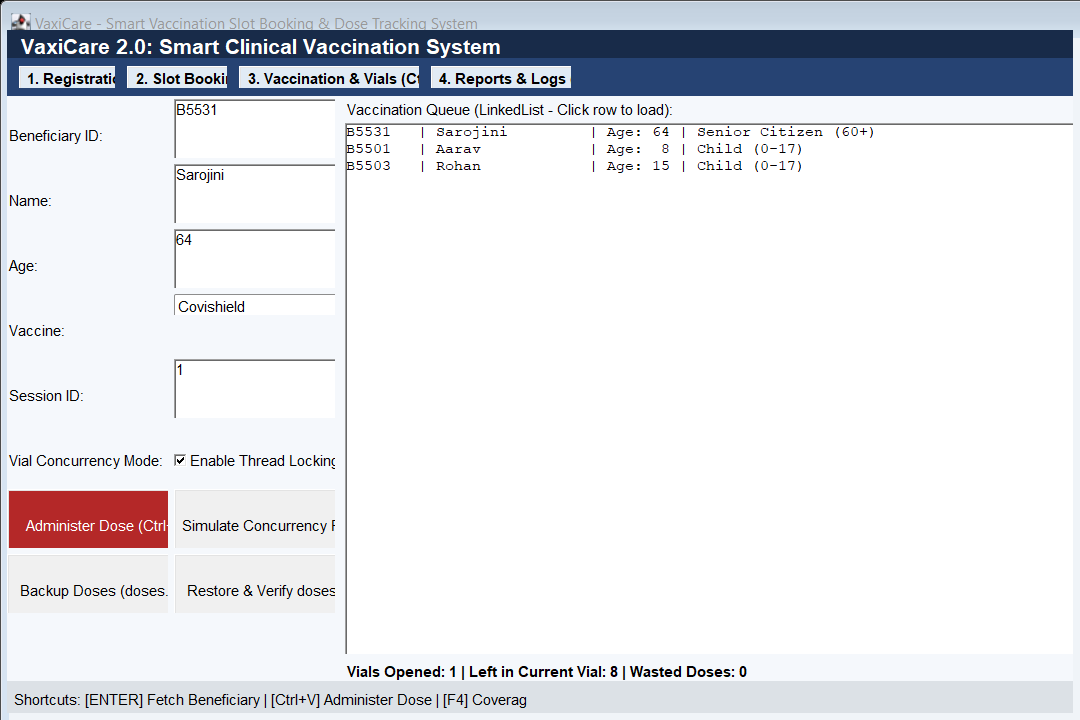 VaxiCare - Smart Vaccination Slot Booking & Dose Tracking System
VaxiCare 2.0: Smart Clinical Vaccination System
1. Registratio 2. Slot Bookin 3. Vaccination & Vials (Ct 4. Reports & Logs
Vaccination Queue (LinkedList - Click row to load):
Beneficiary ID: B5531
Name: Sarojini
Age: 64
Vaccine: Covishield
Session ID: 1
Vial Concurrency Mode: Enable Thread Locking
Administer Dose (Ctrl Simulate Concurrency
Backup Doses (doses. Restore & Verify doses
B5531 | Sarojini | Age: 64 | Senior Citizen (60+)
B5501 | Aarav | Age: 8 | Child (0-17)
B5503 | Rohan | Age: 15 | Child (0-17)
Vials Opened: 1 | Left in Current Vial: 8 | Wasted Doses: 0
Shortcuts: [ENTER] Fetch Beneficiary | [Ctrl+V] Administer Dose | [F4] Coverag